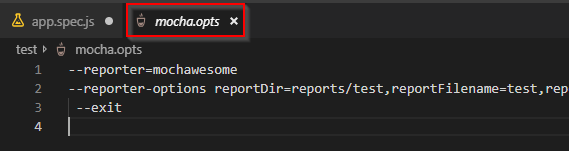 app.spec.js
mocha.opts
test
mocha.opts
1 --reporter=mochawesome
2 --reporter-options reportDir=reports/test,reportFilename=test,rep
3 --exit
4